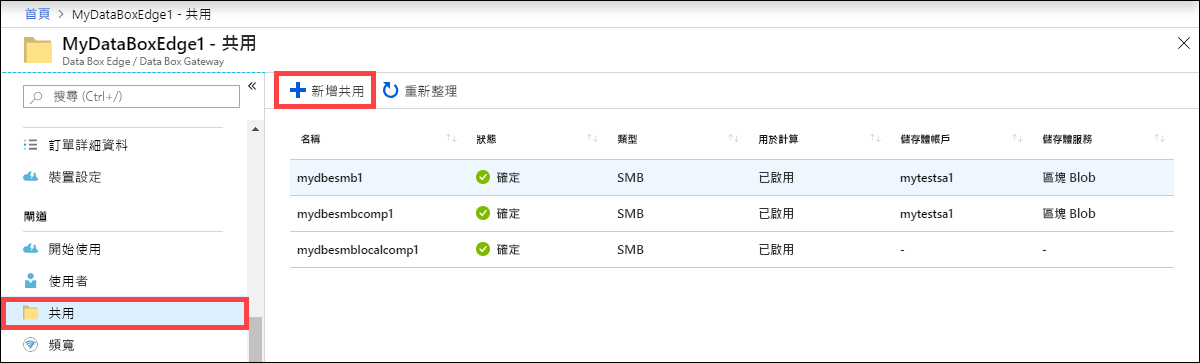 首頁 > MyDataBoxEdge1 - 共用
MyDataBoxEdge1 - 共用
Data Box Edge / Data Box Gateway
搜尋 (Ctrl+/)
訂單詳細資料
裝置設定
閘道
開始使用
使用者
共用
頻寬
新增共用 重新整理
名稱 狀態 類型 用於計算 儲存體帳戶 儲存體服務
mydbesmb1 確定 SMB 已啟用 mytestsa1 區塊 Blob
mydbesmbcomp1 確定 SMB 已啟用 mytestsa1 區塊 Blob
mydbesmblocalcomp1 確定 SMB 已啟用 - -